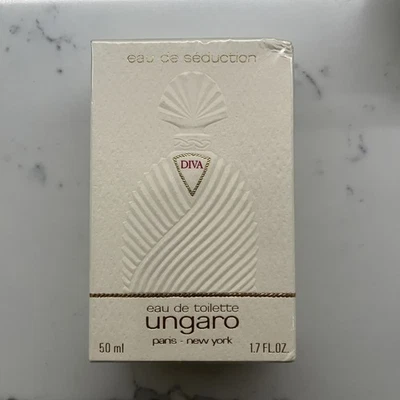 eau de séduction
DIVA
eau de toilette
ungaro
paris - new york
50 ml 1.7 FL.OZ